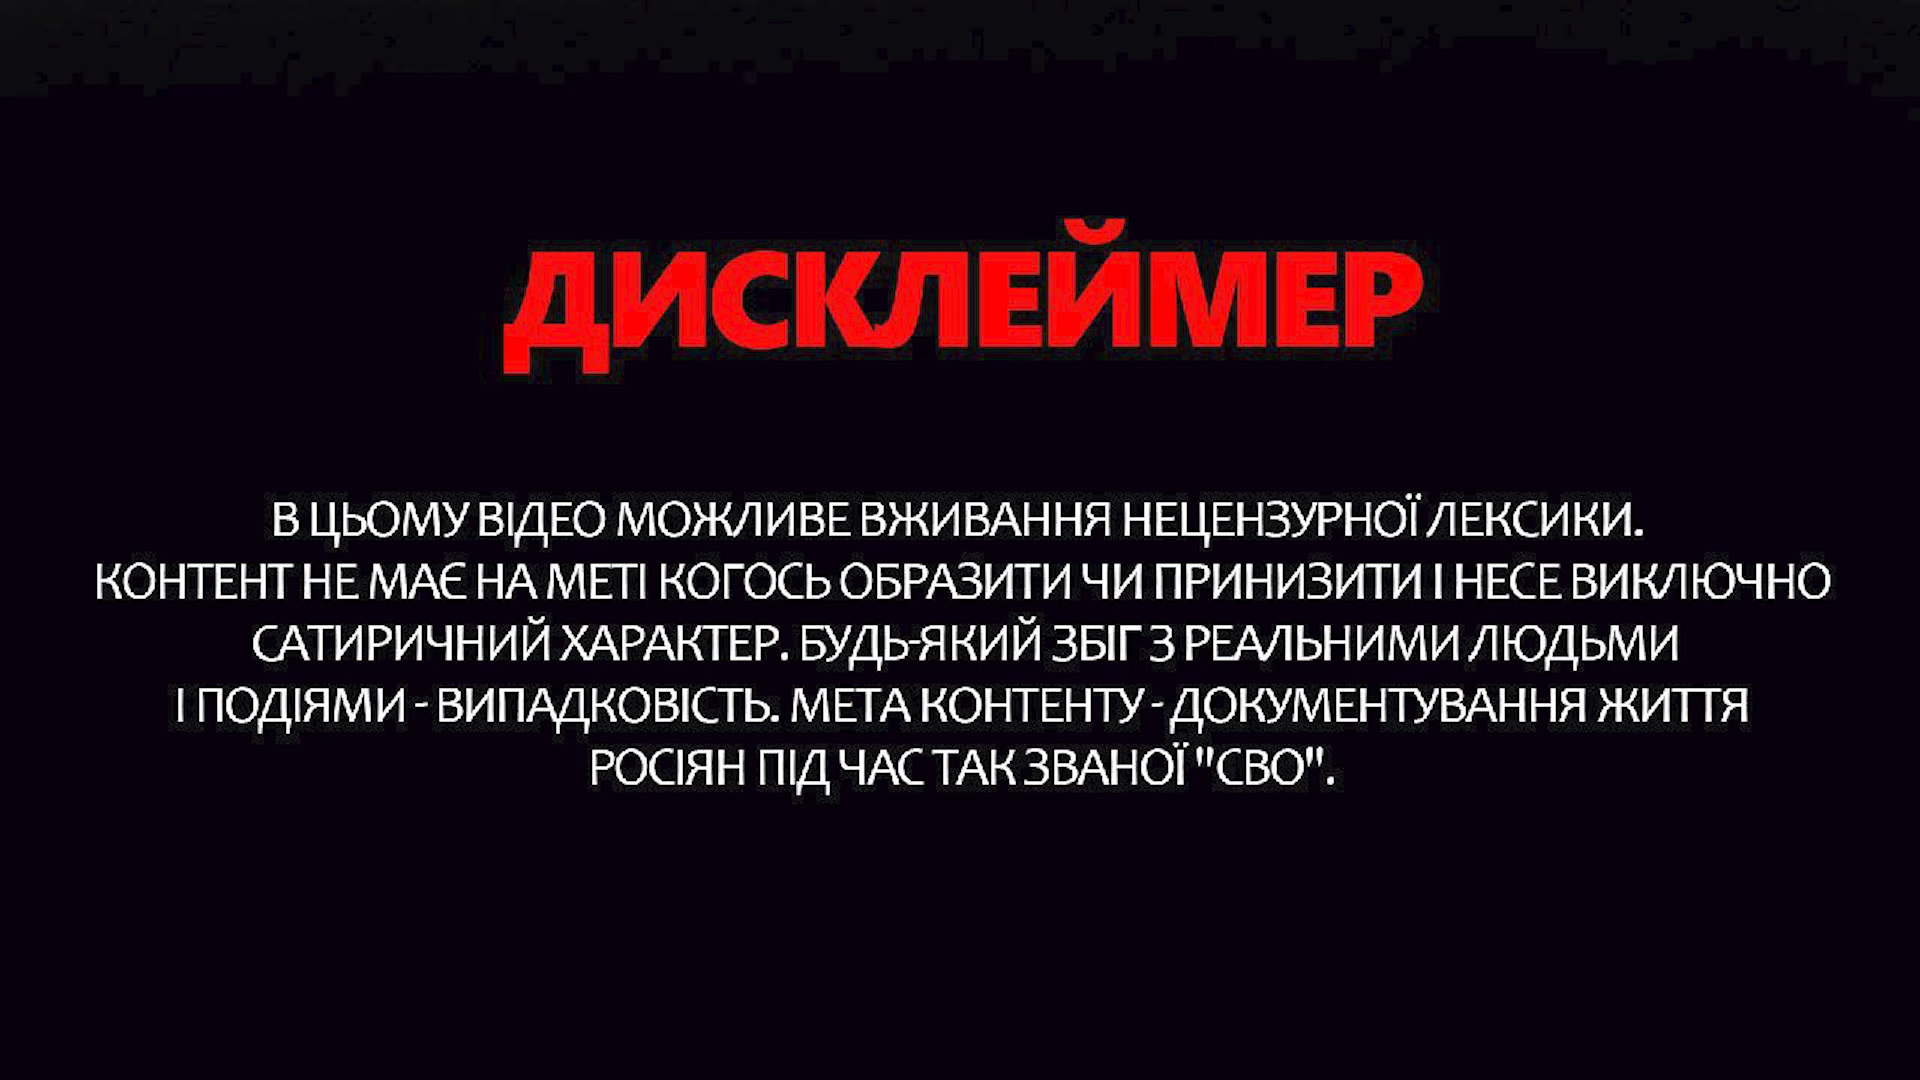 ДИСКЛЕЙМЕР
В ЦЬОМУ ВІДЕО МОЖЛИВЕ ВЖИВАННЯ НЕЦЕНЗУРНОЇ ЛЕКСИКИ.
КОНТЕНТ НЕ МАЄ НА МЕТІ КОГОСЬ ОБРАЗИТИ ЧИ ПРИНИЗИТИ І НЕСЕ ВИКЛЮЧНО
САТИРИЧНИЙ ХАРАКТЕР. БУДЬ-ЯКИЙ ЗБІГ З РЕАЛЬНИМИ ЛЮДЬМИ
І ПОДІЯМИ - ВИПАДКОВІСТЬ. МЕТА КОНТЕНТУ - ДОКУМЕНТУВАННЯ ЖИТТЯ
РОСІЯН ПІД ЧАС ТАК ЗВАНОЇ "СВО".